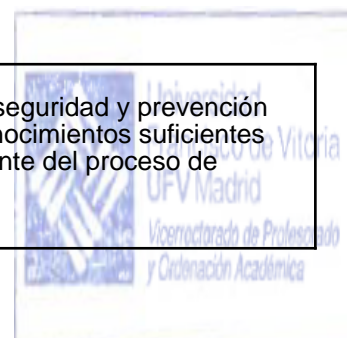 seguridad y prevención
nocimientos suficientes
nte del proceso de
Universidad
Francisco de Vitoria
UFV Madrid
Vicerrectorado de Profesorado
y Ordenación Académica